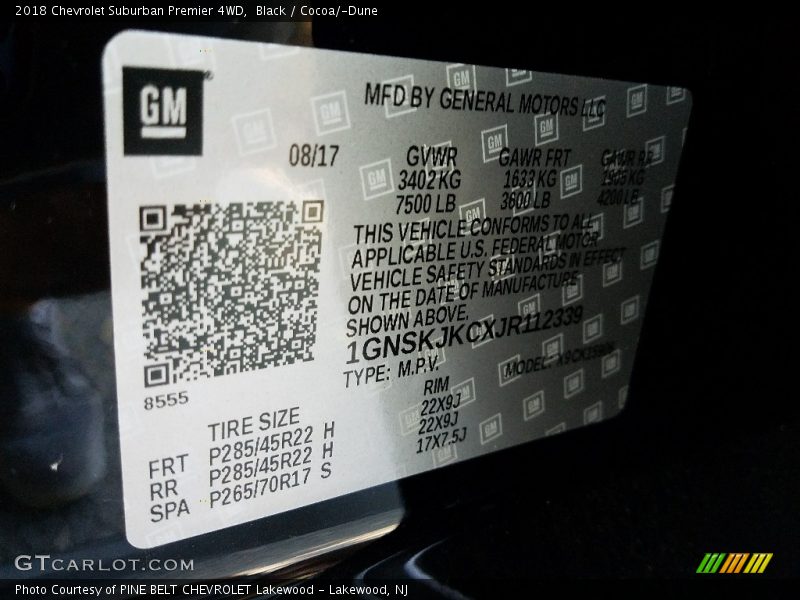 2018 Chevrolet Suburban Premier 4WD, Black / Cocoa/-Dune
GM
MFD BY GENERAL MOTORS LLC
08/17
GVWR GAWR FRT GAWR RR
3402 KG 1633 KG 1905 KG
7500 LB 3600 LB 4200 LB
THIS VEHICLE CONFORMS TO ALL
APPLICABLE U.S. FEDERAL MOTOR
VEHICLE SAFETY STANDARDS IN EFFECT
ON THE DATE OF MANUFACTURE
SHOWN ABOVE.
1GNSKJKCXJR112339
TYPE: M.P.V. MODEL:
8555
TIRE SIZE RIM
FRT P285/45R22 H 22X9J
RR P285/45R22 H 22X9J
SPA P265/70R17 S 17X7.5J
GTCARLOT.COM
Photo Courtesy of PINE BELT CHEVROLET Lakewood - Lakewood, NJ